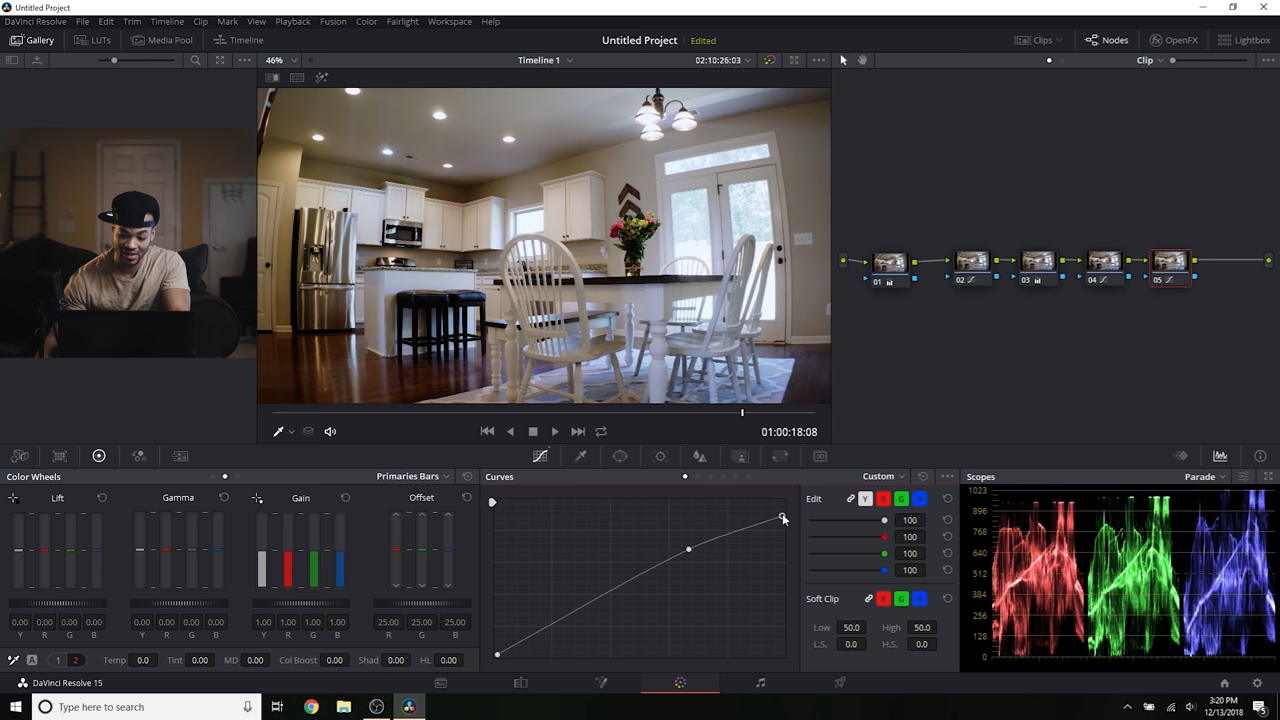 Untitled Project
DaVinci Resolve File Edit Trim Timeline Clip Mark View Playback Fusion Color Fairlight Workspace Help
Gallery LUTs Media Pool Timeline Untitled Project Edited Clips Nodes OpenFX Lightbox
46% Timeline 1 02:10:26:03 Clip
01 02 03 04 05
01:00:18:08
Color Wheels Primaries Bars Curves Custom Scopes Parade
Lift Gamma Gain Offset Edit Y R G B
1023
896
768
640
512
384
256
128
0
100
100
100
100
Soft Clip R G B
Low 50.0 High 50.0
L.S. 0.0 H.S. 0.0
0.00 0.00 0.00 0.00 0.00 0.00 0.00 0.00 1.00 1.00 1.00 1.00 25.00 25.00 25.00
Y R G B Y R G B Y R G B R G B
A 1 2 Temp 0.0 Tint 0.00 MD 0.00 Col Boost 0.00 Shad 0.00 HL 0.00
DaVinci Resolve 15
Type here to search
3:20 PM
12/13/2018
5